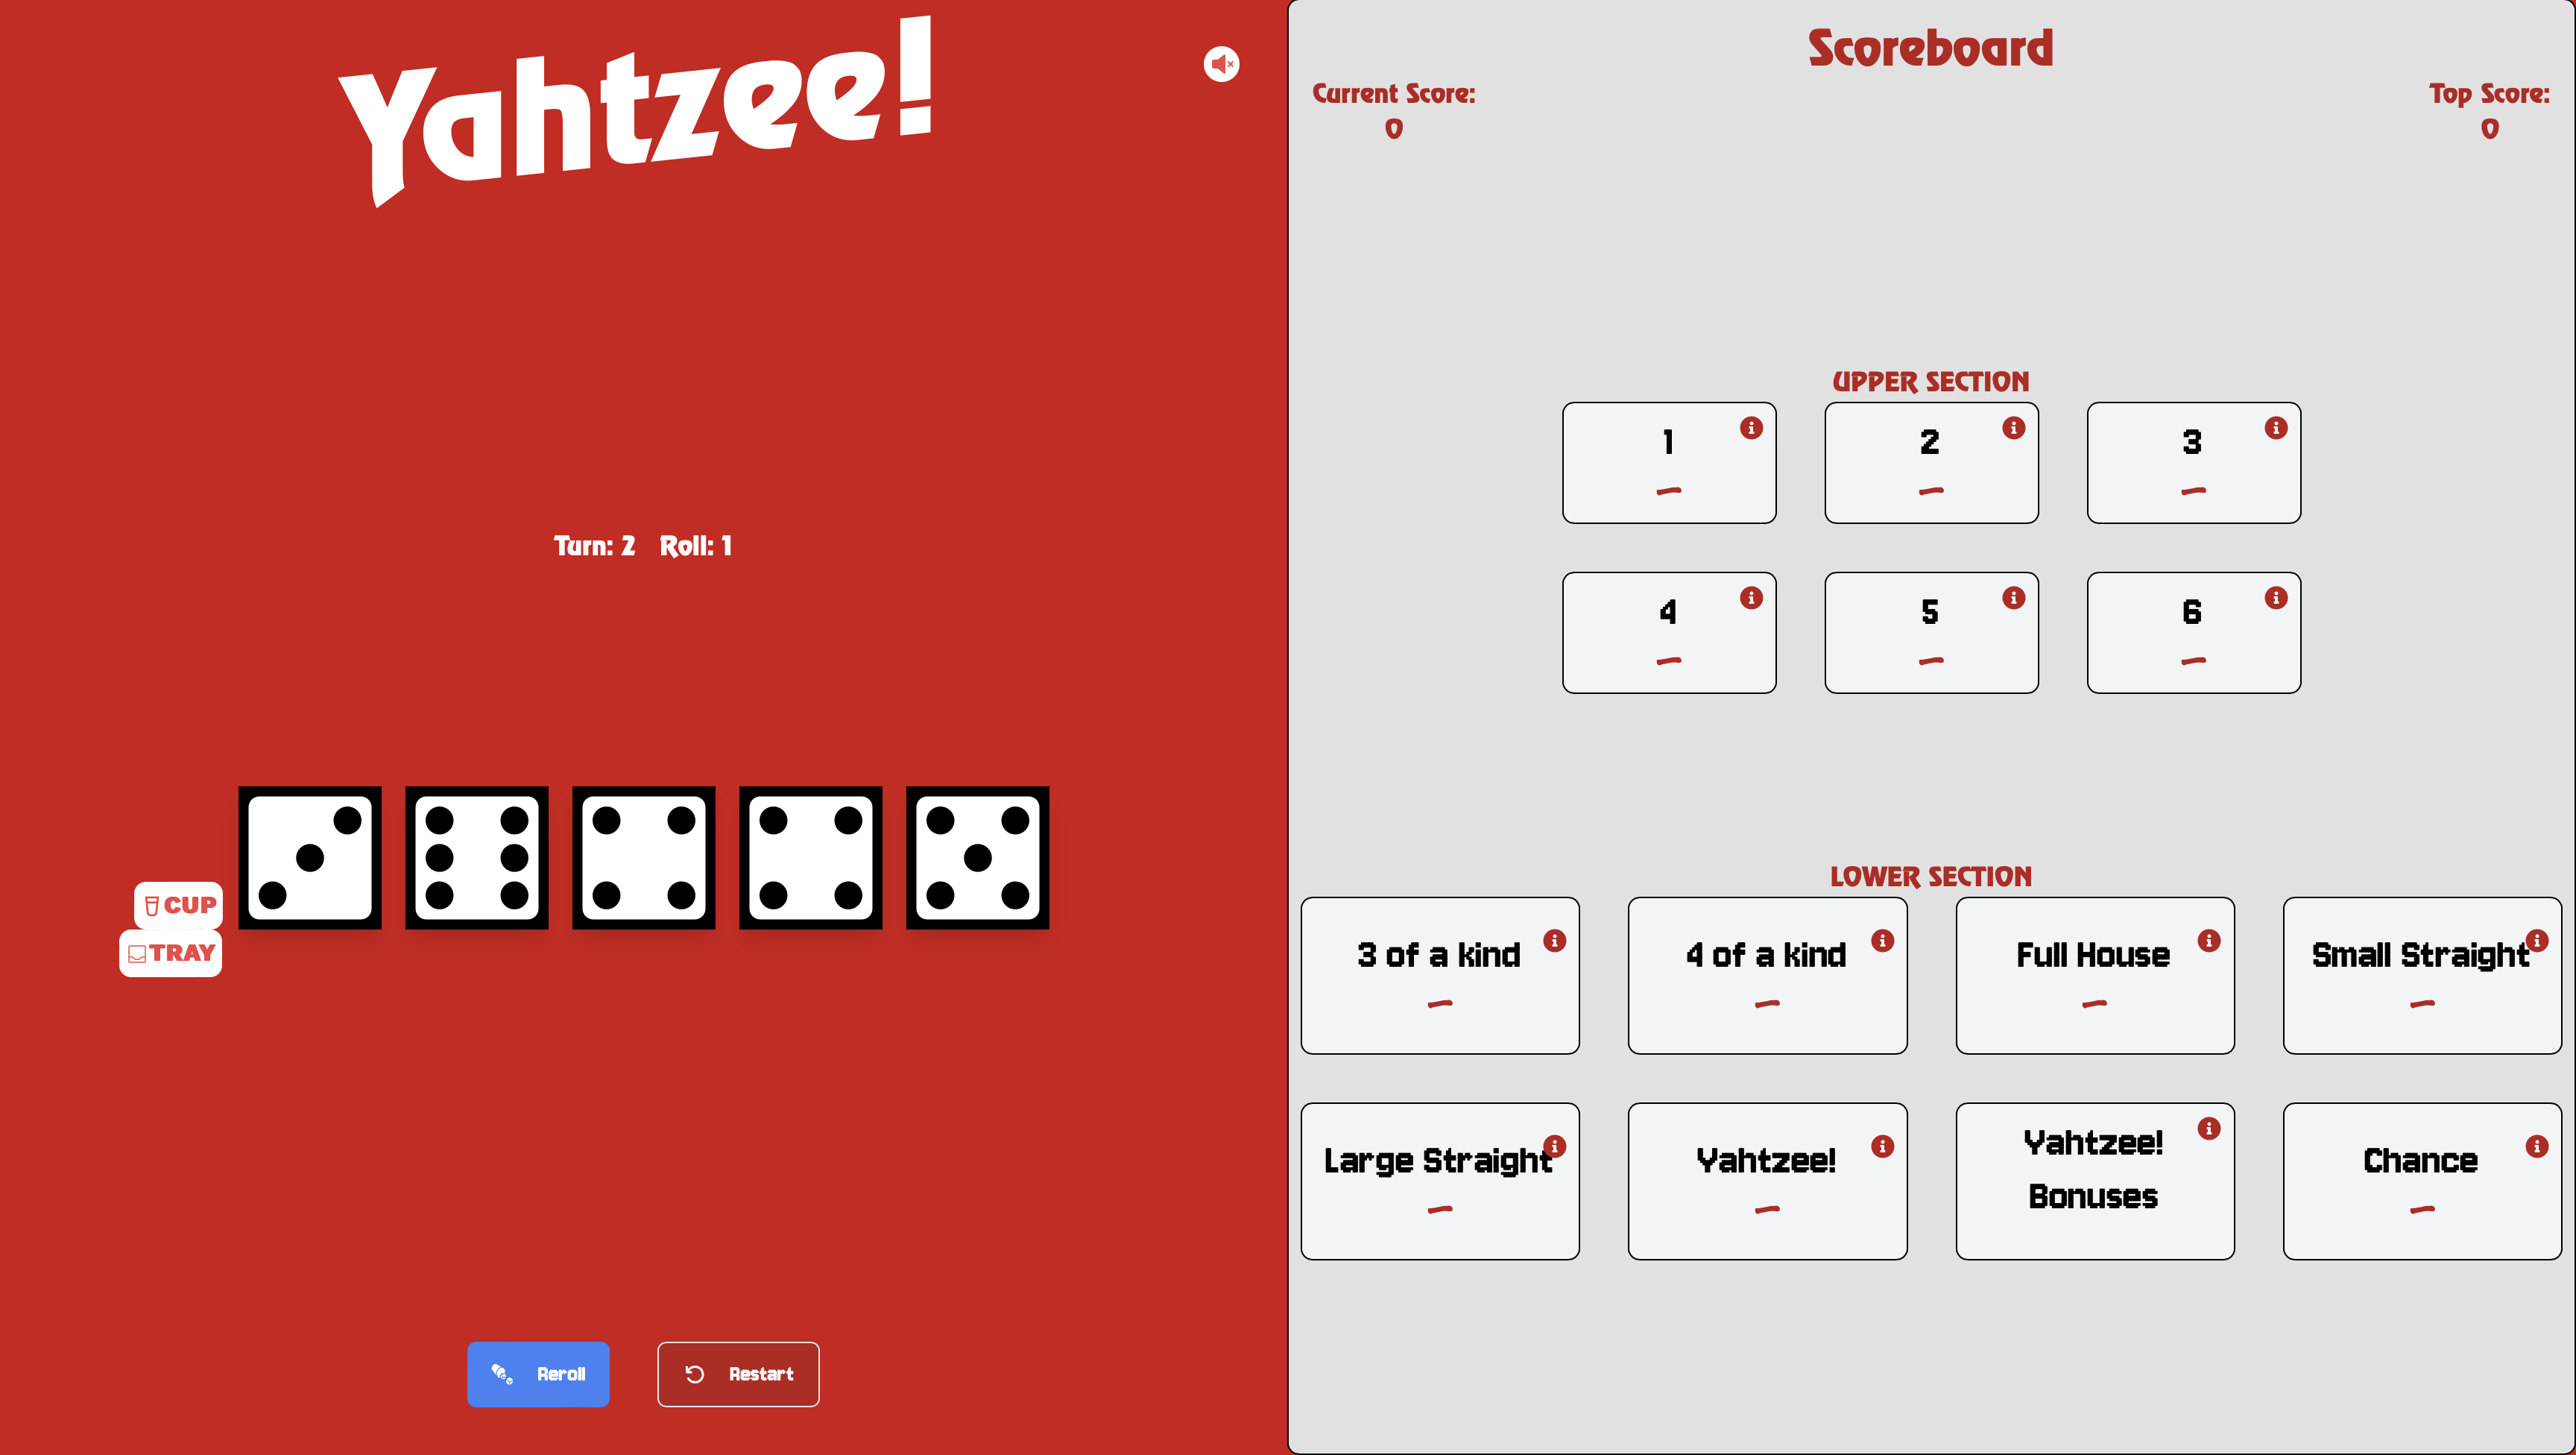 Yahtzee!
Turn: 2 Roll: 1
CUP
TRAY
Reroll
Restart
Scoreboard
Current Score:
0
Top Score:
0
UPPER SECTION
1
2
3
4
5
6
LOWER SECTION
3 of a kind
4 of a kind
Full House
Small Straight
Large Straight
Yahtzee!
Yahtzee!
Bonuses
Chance